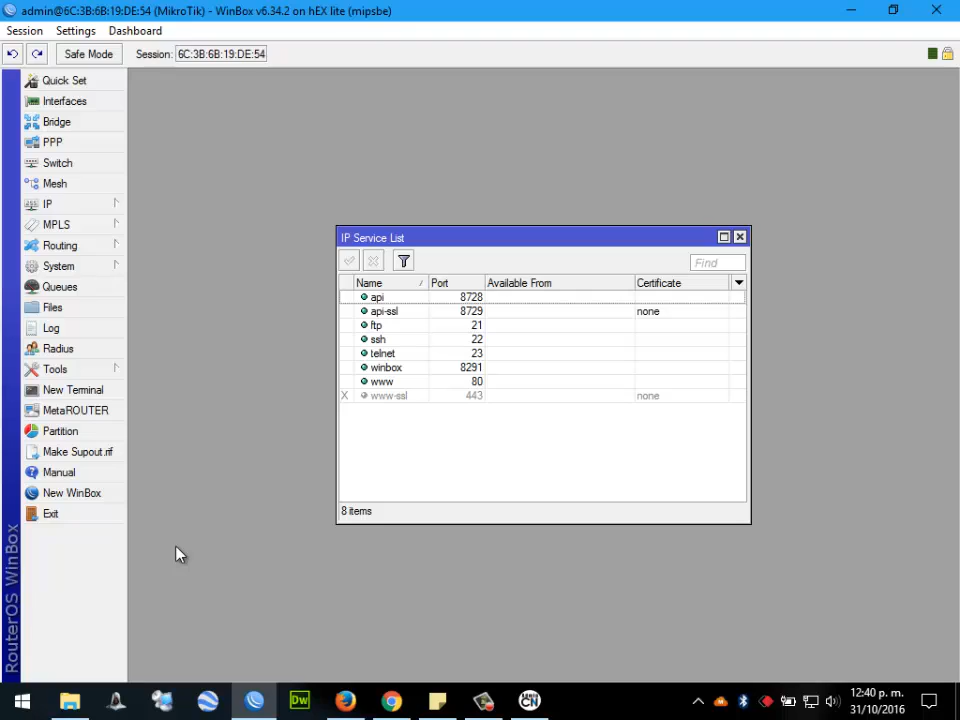 admin@6C:3B:6B:19:DE:54 (MikroTik) - WinBox v6.34.2 on hEX lite (mipsbe)
Session Settings Dashboard
Safe Mode Session: 6C:3B:6B:19:DE:54
Quick Set
Interfaces
Bridge
PPP
Switch
Mesh
IP
MPLS
Routing
System
Queues
Files
Log
Radius
Tools
New Terminal
MetaROUTER
Partition
Make Supout.rif
Manual
New WinBox
Exit
RouterOS WinBox
IP Service List
Find
Name / Port Available From Certificate
api 8728
api-ssl 8729 none
ftp 21
ssh 22
telnet 23
winbox 8291
www 80
X www-ssl 443 none
8 items
Dw
CN
12:40 p. m.
31/10/2016